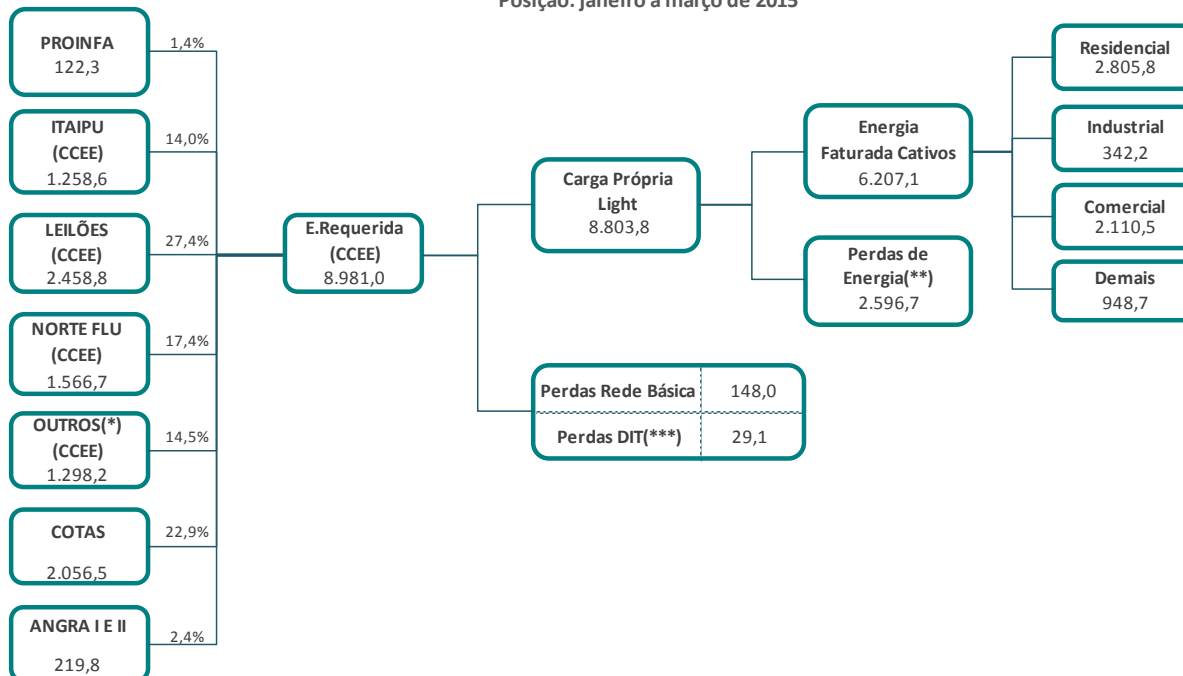 Posição: janeiro a março de 2015
PROINFA
122,3
1,4%
ITAIPU
(CCEE)
1.258,6
14,0%
LEILÕES
(CCEE)
2.458,8
27,4%
NORTE FLU
(CCEE)
1.566,7
17,4%
OUTROS(*)
(CCEE)
1.298,2
14,5%
COTAS
2.056,5
22,9%
ANGRA I E II
219,8
2,4%
E.Requerida
(CCEE)
8.981,0
Carga Própria
Light
8.803,8
Perdas Rede Básica 148,0
Perdas DIT(***) 29,1
Energia
Faturada Cativos
6.207,1
Perdas de
Energia(**)
2.596,7
Residencial
2.805,8
Industrial
342,2
Comercial
2.110,5
Demais
948,7